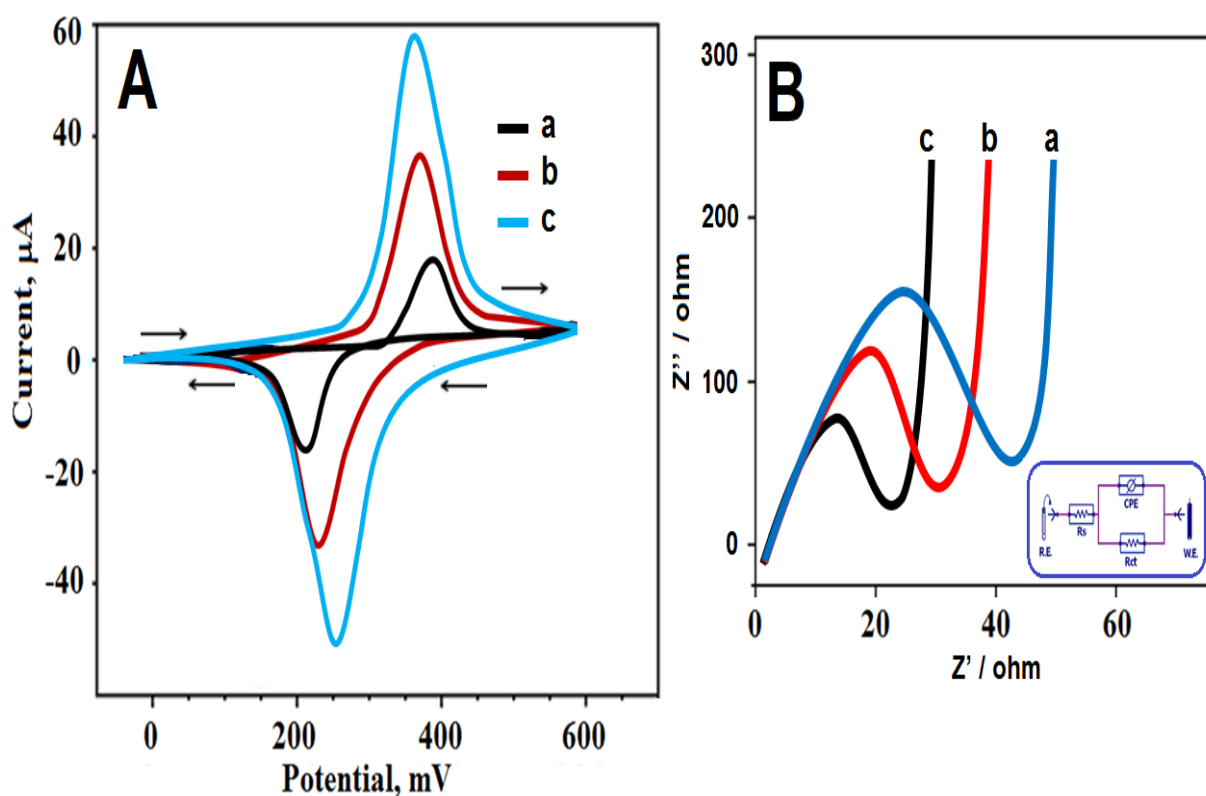 A
a
b
c
60
40
20
0
-20
-40
Current, µA
0 200 400 600
Potential, mV
B
c b a
300
200
100
0
Z'' / ohm
0 20 40 60
Z’ / ohm
R.E.
Rs
CPE
Rct
W.E.